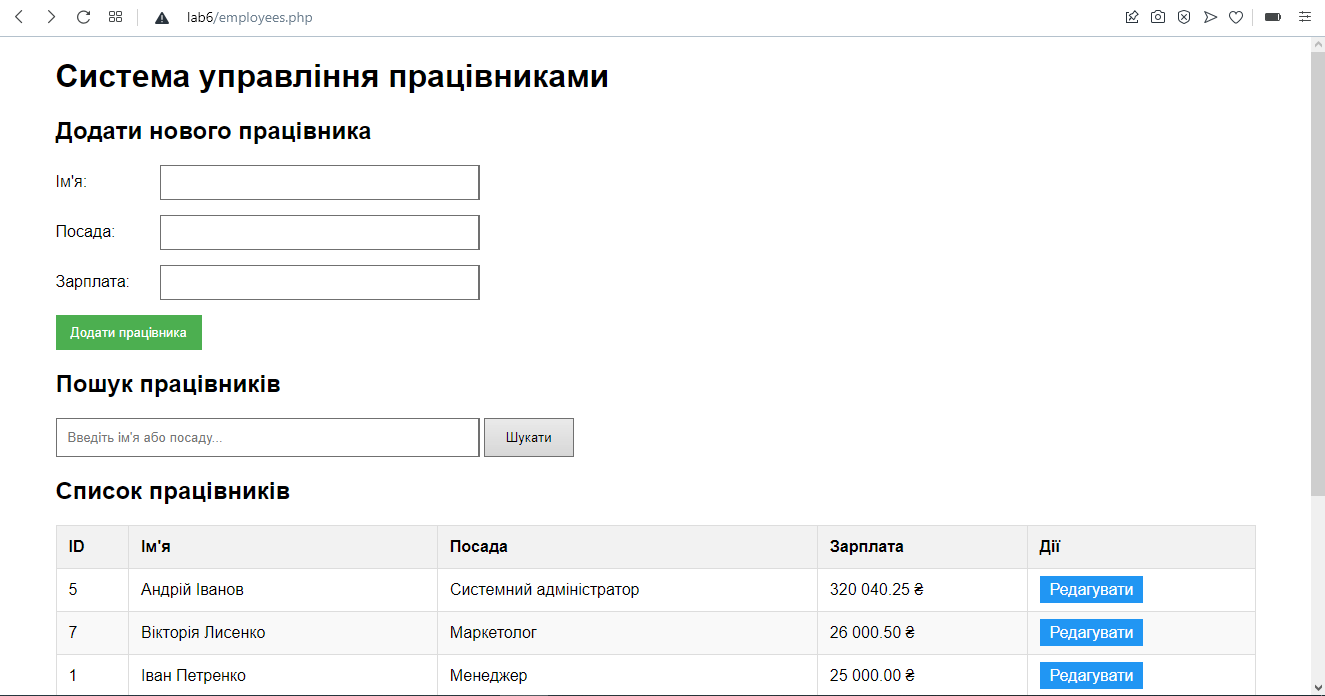 lab6/employees.php
Система управління працівниками
Додати нового працівника
Ім'я:
Посада:
Зарплата:
Додати працівника
Пошук працівників
Введіть ім'я або посаду...
Шукати
Список працівників
ID Ім'я Посада Зарплата Дії
5 Андрій Іванов Системний адміністратор 320 040.25 ₴ Редагувати
7 Вікторія Лисенко Маркетолог 26 000.50 ₴ Редагувати
1 Іван Петренко Менеджер 25 000.00 ₴ Редагувати